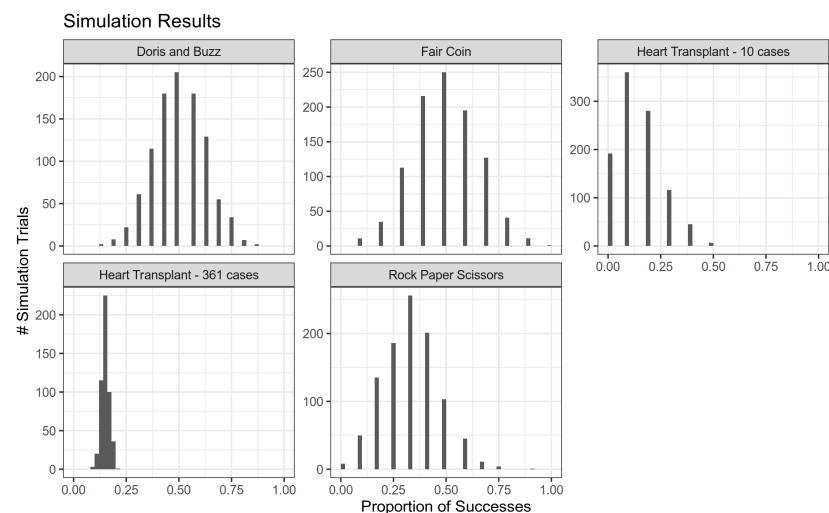 Simulation Results
Doris and Buzz
Fair Coin
Heart Transplant - 10 cases
200
150
100
50
0
250
200
150
100
50
0
300
200
100
0
0.00 0.25 0.50 0.75 1.00
Heart Transplant - 361 cases
Rock Paper Scissors
# Simulation Trials
200
150
100
50
0
200
100
0
0.00 0.25 0.50 0.75 1.00
0.00 0.25 0.50 0.75 1.00
Proportion of Successes